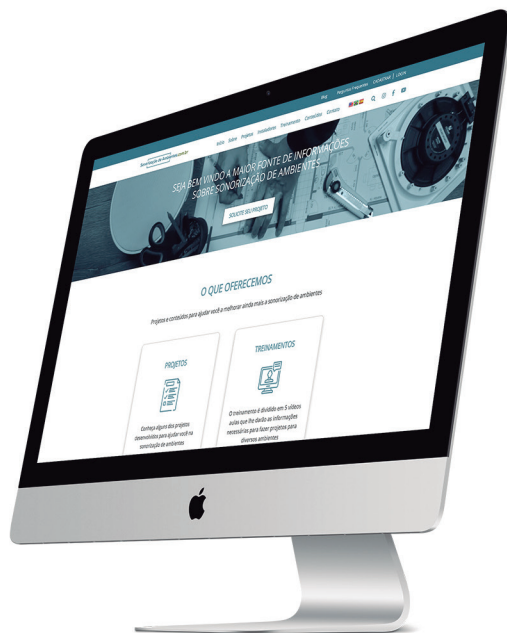 Blog Perguntas Frequentes CADASTRAR | LOGIN
Início Sobre Projetos Instaladores Treinamento Conteúdos Contato
SEJA BEM VINDO A MAIOR FONTE DE INFORMAÇÕES
SOBRE SONORIZAÇÃO DE AMBIENTES
SOLICITE SEU PROJETO
O QUE OFERECEMOS
Projetos e conteúdos para ajudar você a melhorar ainda mais a sonorização de ambientes
PROJETOS
Conheça alguns dos projetos
desenvolvidos para ajudar você na
sonorização de ambientes
TREINAMENTOS
O treinamento é dividido em 5 vídeos
aulas que lhe darão as informações
necessárias para fazer projetos para
diversos ambientes